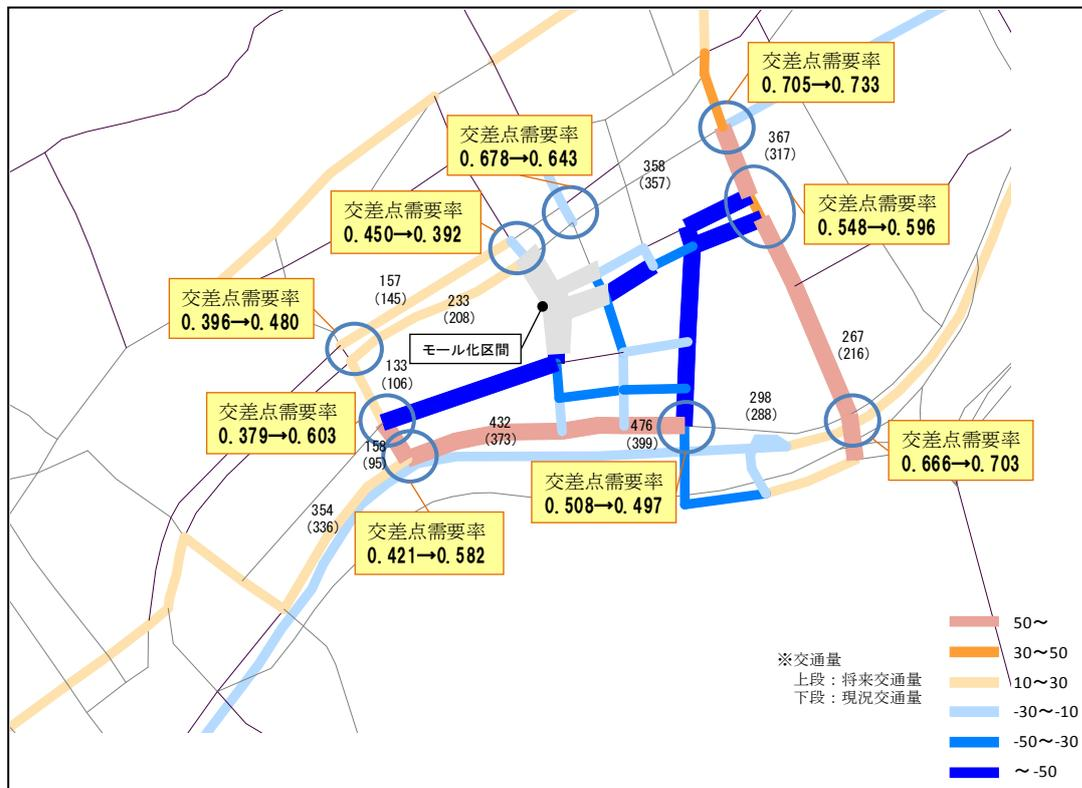 交差点需要率
0.705→0.733
交差点需要率
0.678→0.643
367
(317)
358
(357)
交差点需要率
0.450→0.392
交差点需要率
0.548→0.596
157
(145)
交差点需要率
0.396→0.480
233
(208)
モール化区間
133
(106)
267
(216)
交差点需要率
0.379→0.603
298
(288)
432
(373)
476
(399)
158
(95)
交差点需要率
0.666→0.703
交差点需要率
0.508→0.497
354
(336)
交差点需要率
0.421→0.582
※交通量
上段：将来交通量
下段：現況交通量
50～
30～50
10～30
-30～-10
-50～-30
～-50